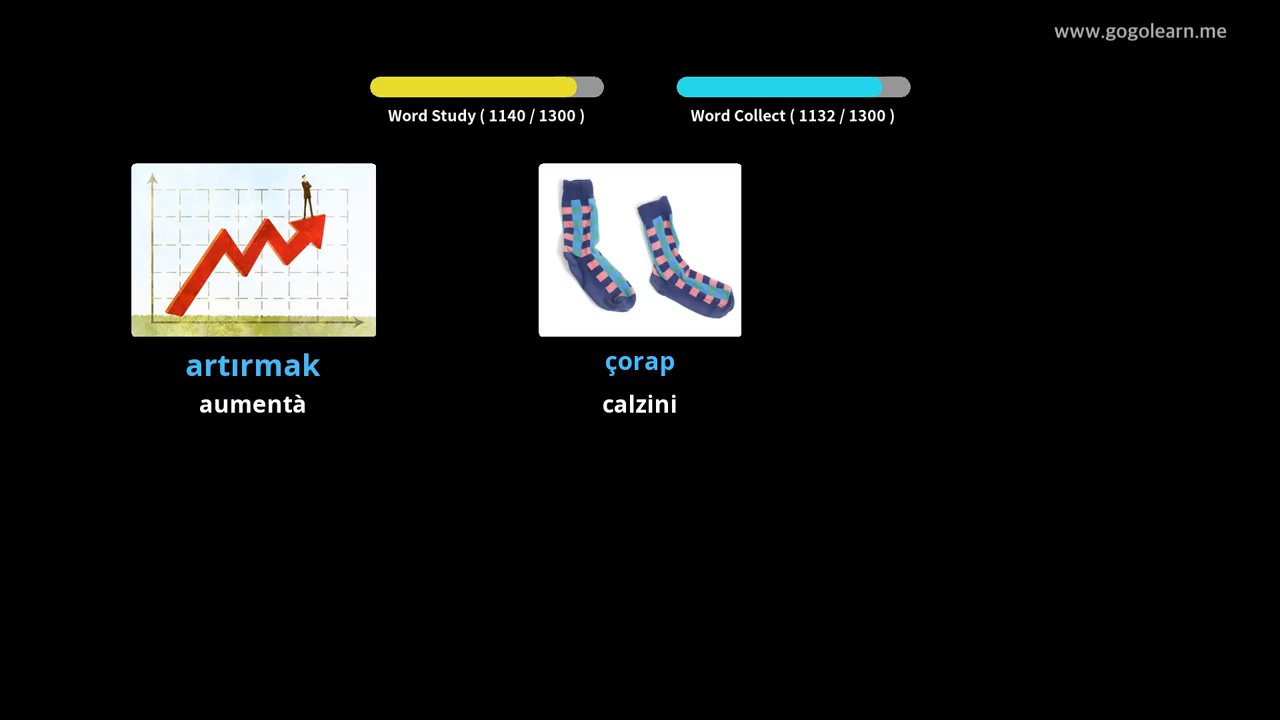 www.gogolearn.me
Word Study ( 1140 / 1300 )
Word Collect ( 1132 / 1300 )
artırmak
aumentà
çorap
calzini